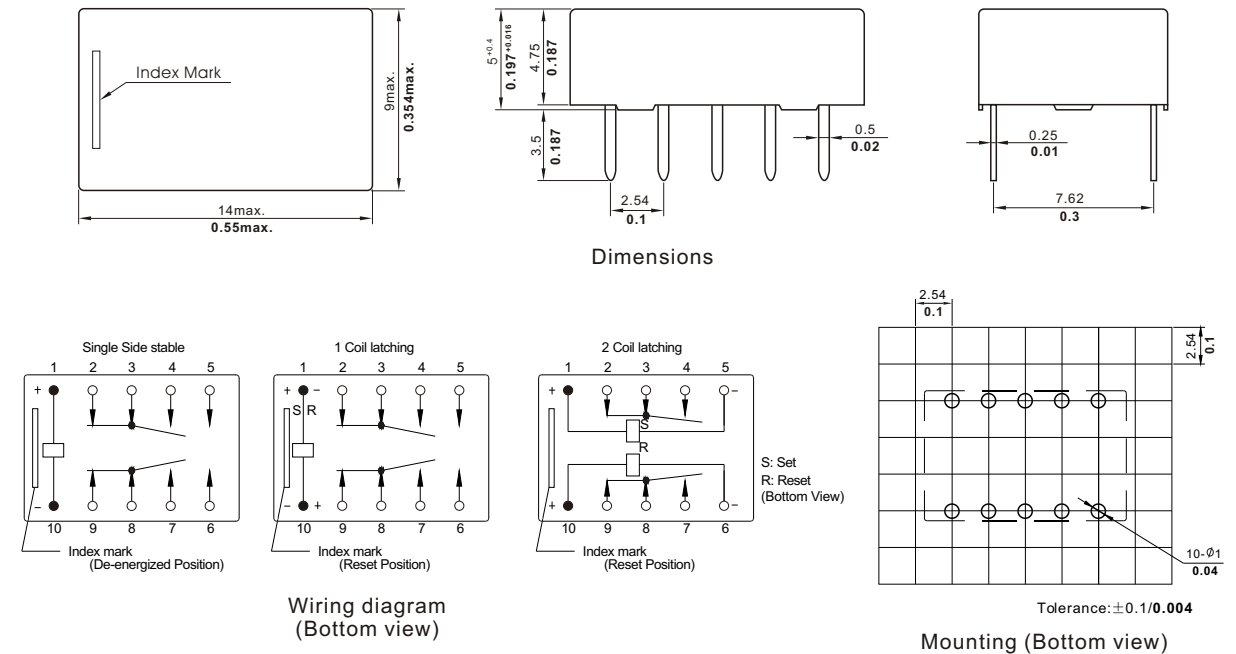 Index Mark
14max.
0.55max.
9max.
0.354max.
5+0.4
0.197+0.016
4.75
0.187
3.5
0.187
2.54
0.1
0.5
0.02
0.25
0.01
7.62
0.3
Dimensions
Single Side stable
1 2 3 4 5
+
–
10 9 8 7 6
Index mark
(De-energized Position)
1 Coil latching
1 2 3 4 5
+ –
S R
– +
10 9 8 7 6
Index mark
(Reset Position)
2 Coil latching
1 2 3 4 5
+ –
S
R
+ –
10 9 8 7 6
Index mark
(Reset Position)
S: Set
R: Reset
(Bottom View)
Wiring diagram
(Bottom view)
2.54
0.1
2.54
0.1
10-Ø1
0.04
Tolerance:±0.1/0.004
Mounting (Bottom view)